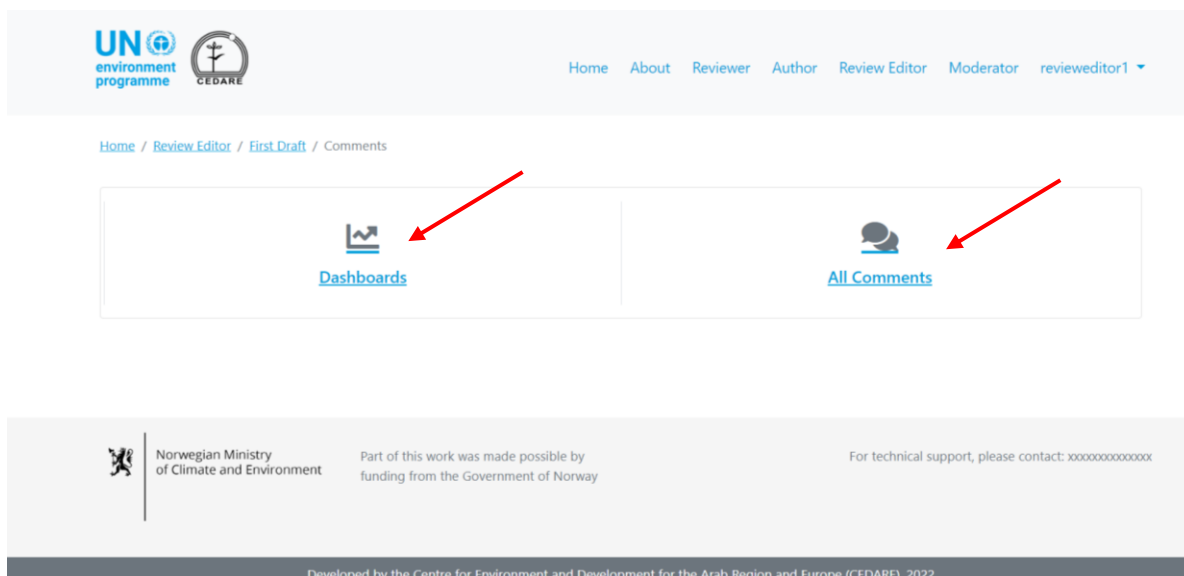 UN
environment
programme
CEDARE
Home About Reviewer Author Review Editor Moderator revieweditor1
Home / Review Editor / First Draft / Comments
Dashboards
All Comments
Norwegian Ministry
of Climate and Environment
Part of this work was made possible by
funding from the Government of Norway
For technical support, please contact: xxxxxxxxxxxxx
Developed by the Centre for Environment and Development for the Arab Region and Europe (CEDARE), 2022